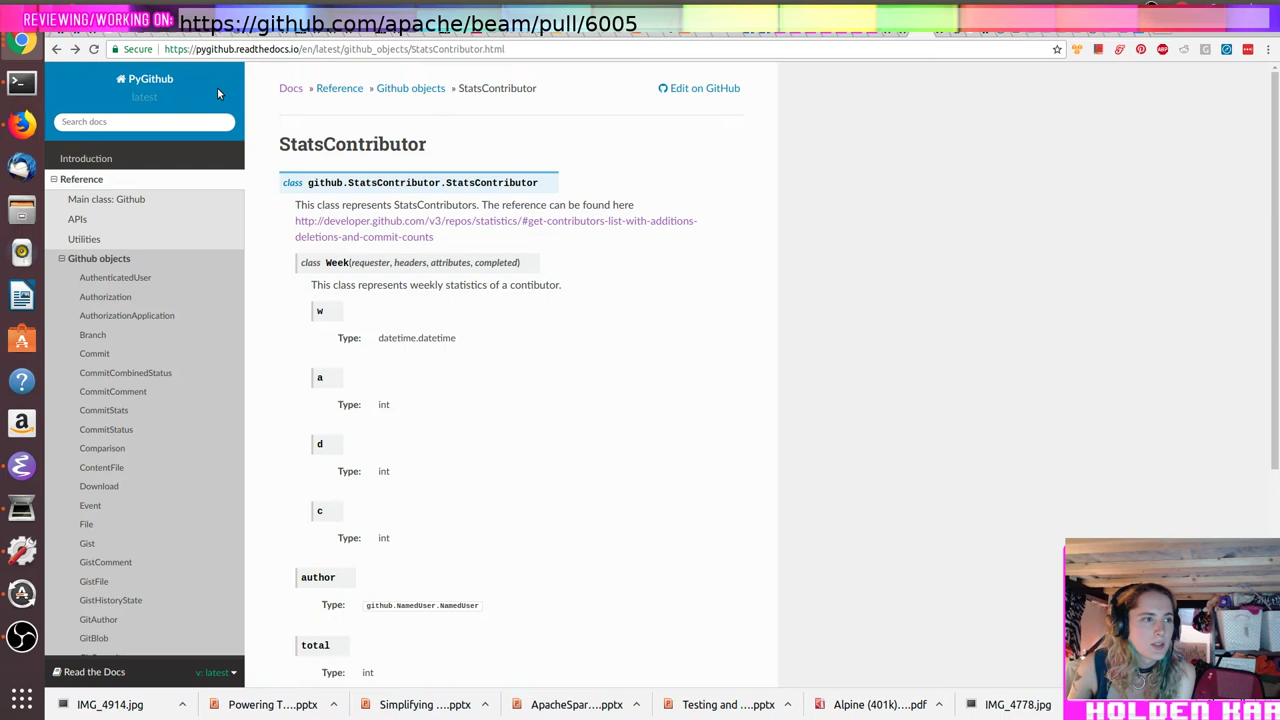 REVIEWING/WORKING ON: https://github.com/apache/beam/pull/6005
Secure https://pygithub.readthedocs.io/en/latest/github_objects/StatsContributor.html
PyGithub
latest
Search docs
Introduction
Reference
Main class: Github
APIs
Utilities
Github objects
AuthenticatedUser
Authorization
AuthorizationApplication
Branch
Commit
CommitCombinedStatus
CommitComment
CommitStats
CommitStatus
Comparison
ContentFile
Download
Event
File
Gist
GistComment
GistFile
GistHistoryState
GitAuthor
GitBlob
Read the Docs v: latest
Docs » Reference » Github objects » StatsContributor Edit on GitHub
StatsContributor
class github.StatsContributor.StatsContributor
This class represents StatsContributors. The reference can be found here
http://developer.github.com/v3/repos/statistics/#get-contributors-list-with-additions-
deletions-and-commit-counts
class Week(requester, headers, attributes, completed)
This class represents weekly statistics of a contibutor.
w
Type: datetime.datetime
a
Type: int
d
Type: int
c
Type: int
author
Type: github.NamedUser.NamedUser
total
Type: int
IMG_4914.jpg Powering T....pptx Simplifying ....pptx ApacheSpar....pptx Testing and ....pptx Alpine (401k)....pdf IMG_4778.jpg
HOLDEN KAR